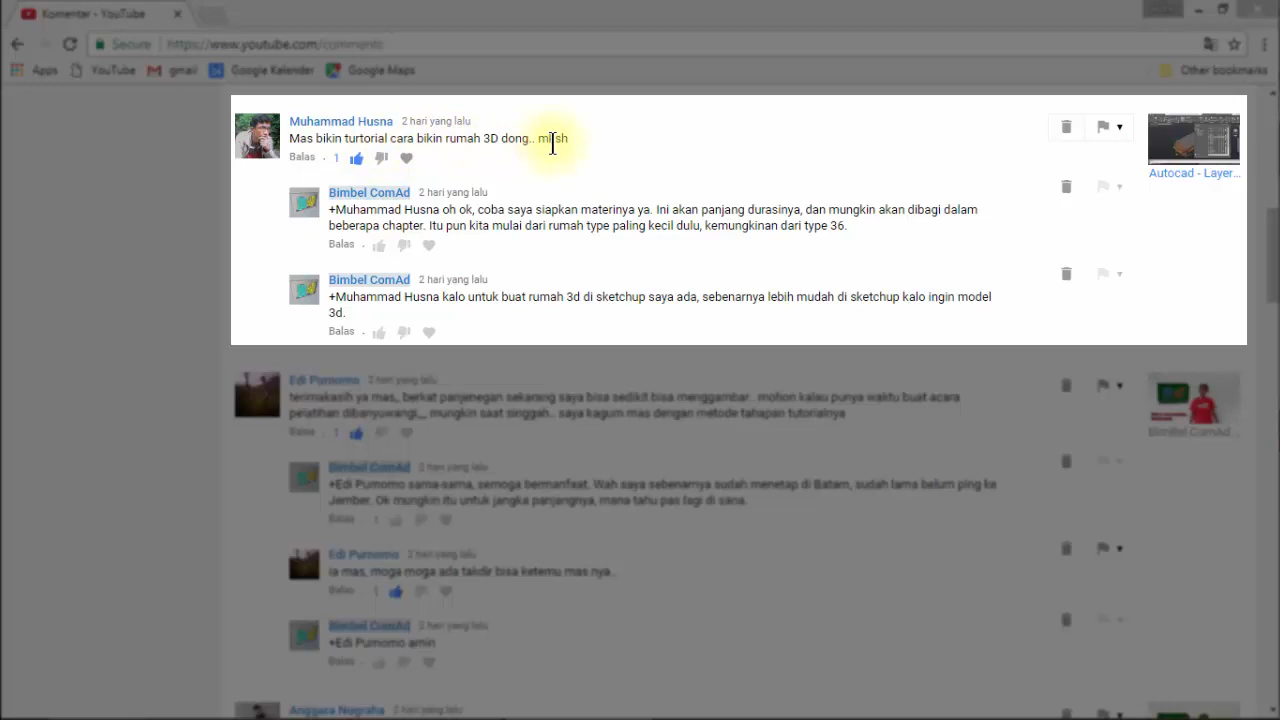 Komentar - YouTube
Secure https://www.youtube.com/comments
Apps YouTube gmail Google Kalender Google Maps Other bookmarks
Muhammad Husna 2 hari yang lalu
Mas bikin turtorial cara bikin rumah 3D dong..
Balas 1
Autocad - Layer...
Bimbel ComAd 2 hari yang lalu
+Muhammad Husna oh ok, coba saya siapkan materinya ya. Ini akan panjang durasinya, dan mungkin akan dibagi dalam
beberapa chapter. Itu pun kita mulai dari rumah type paling kecil dulu, kemungkinan dari type 36.
Balas
Bimbel ComAd 2 hari yang lalu
+Muhammad Husna kalo untuk buat rumah 3d di sketchup saya ada, sebenarnya lebih mudah di sketchup kalo ingin model
3d.
Balas
Edi Purnomo 2 hari yang lalu
terimakasih ya mas,, berkat panjenegan sekarang saya bisa sedikit bisa menggambar.. mohon kalau punya waktu buat acara
pelatihan dibanyuwangi,,, mungkin saat singgah.. saya kagum mas dengan metode tahapan tutorialnya
Balas 1
Bimbel ComAd ...
Bimbel ComAd 2 hari yang lalu
+Edi Purnomo sama-sama, semoga bermanfaat. Wah saya sebenarnya sudah menetap di Batam, sudah lama belum ping ke
Jember. Ok mungkin itu untuk jangka panjangnya, mana tahu pas lagi di sana.
Balas 1
Edi Purnomo 2 hari yang lalu
ia mas, moga moga ada takdir bisa ketemu mas nya..
Balas 1
Bimbel ComAd 2 hari yang lalu
+Edi Purnomo amin
Balas
Nugraha 2 hari yang lalu